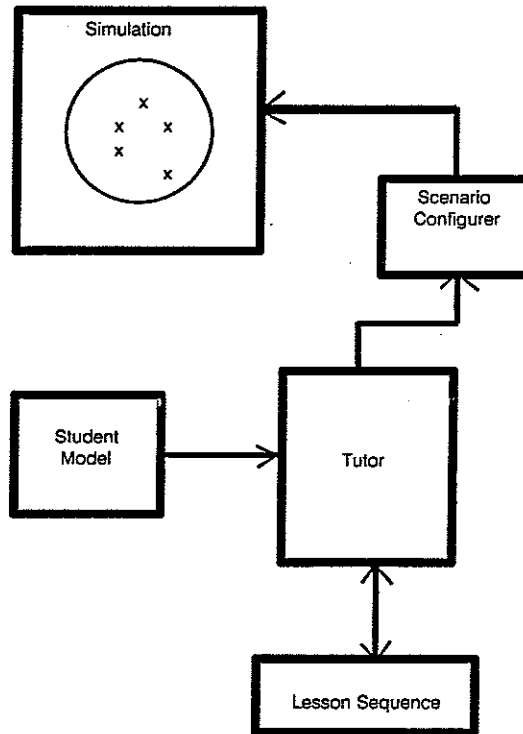 Simulation
x
x x
x
x
Scenario
Configurer
Student
Model
Tutor
Lesson Sequence